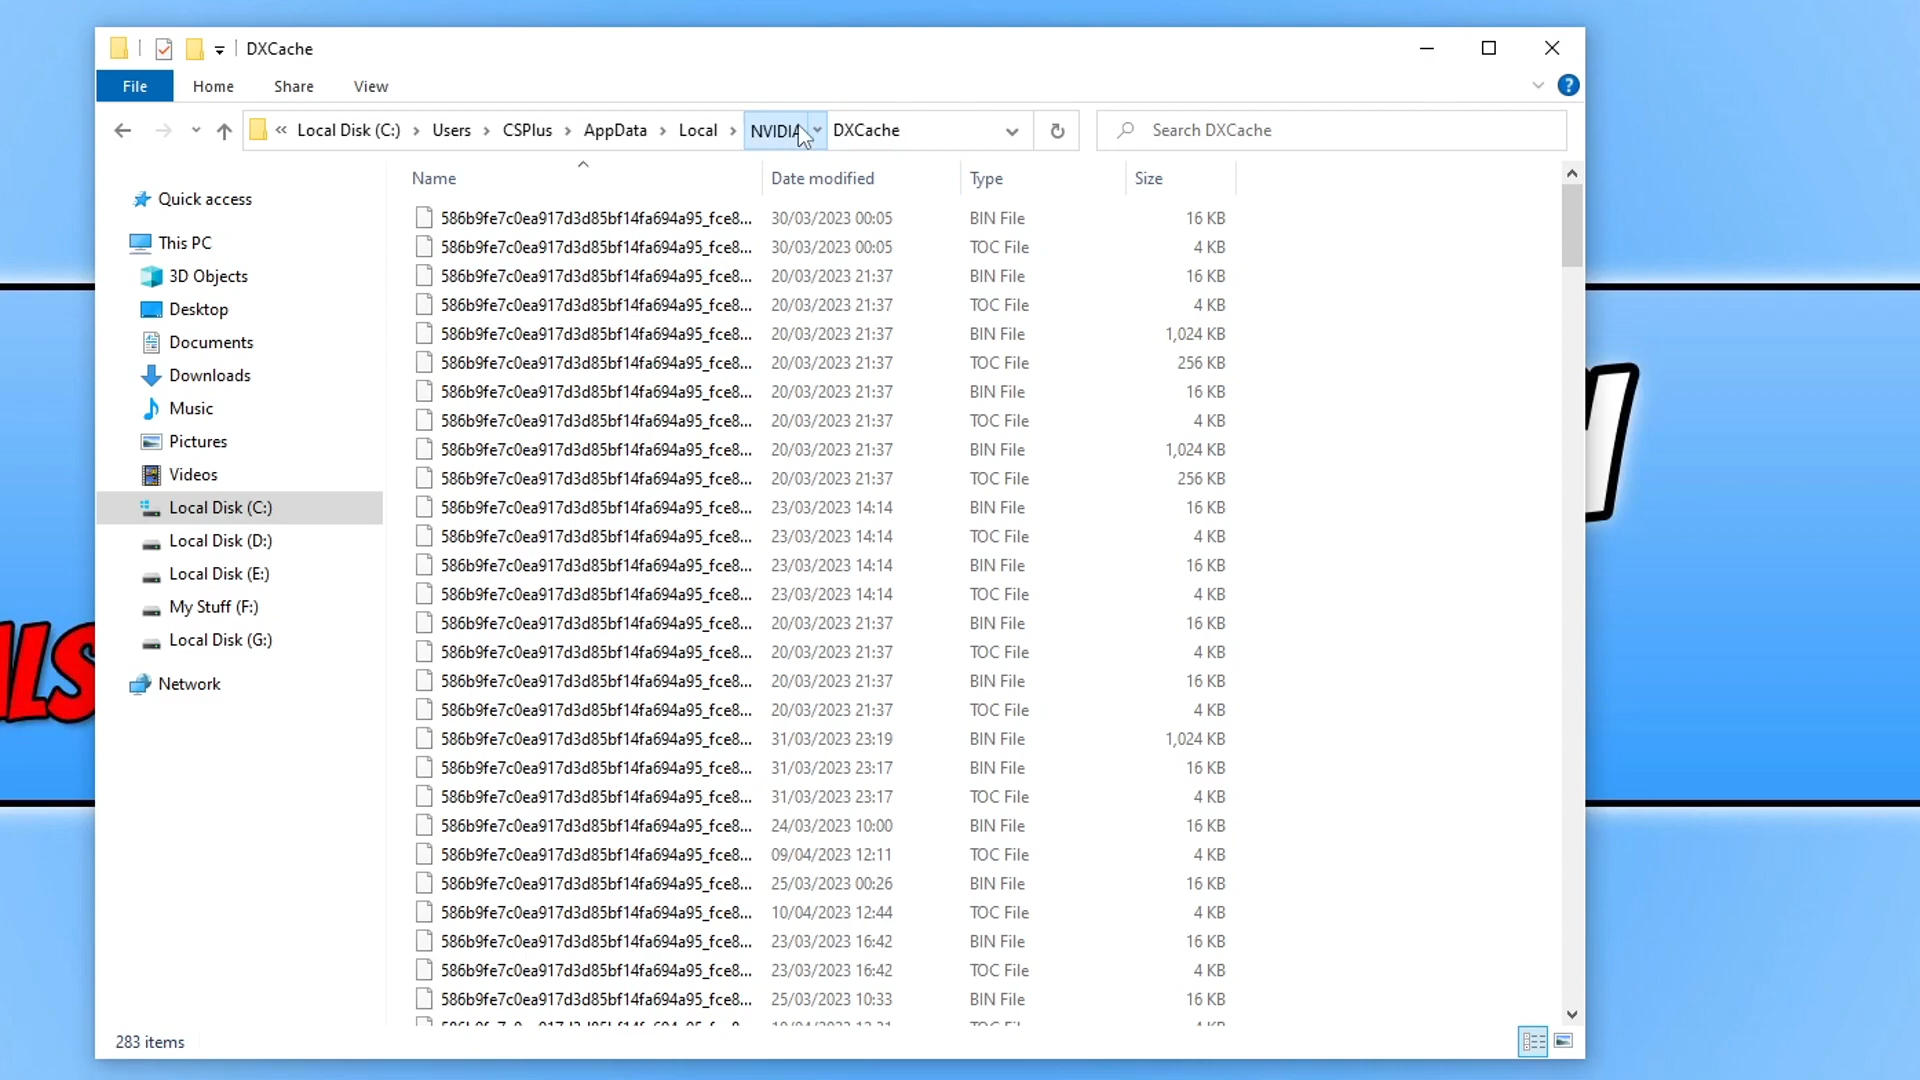 DXCache
File Home Share View
« Local Disk (C:) › Users › CSPlus › AppData › Local › NVIDIA DXCache
Search DXCache
Name Date modified Type Size
Quick access
This PC
3D Objects
Desktop
Documents
Downloads
Music
Pictures
Videos
Local Disk (C:)
Local Disk (D:)
Local Disk (E:)
My Stuff (F:)
Local Disk (G:)
Network
586b9fe7c0ea917d3d85bf14fa694a95_fce8... 30/03/2023 00:05 BIN File 16 KB
586b9fe7c0ea917d3d85bf14fa694a95_fce8... 30/03/2023 00:05 TOC File 4 KB
586b9fe7c0ea917d3d85bf14fa694a95_fce8... 20/03/2023 21:37 BIN File 16 KB
586b9fe7c0ea917d3d85bf14fa694a95_fce8... 20/03/2023 21:37 TOC File 4 KB
586b9fe7c0ea917d3d85bf14fa694a95_fce8... 20/03/2023 21:37 BIN File 1,024 KB
586b9fe7c0ea917d3d85bf14fa694a95_fce8... 20/03/2023 21:37 TOC File 256 KB
586b9fe7c0ea917d3d85bf14fa694a95_fce8... 20/03/2023 21:37 BIN File 16 KB
586b9fe7c0ea917d3d85bf14fa694a95_fce8... 20/03/2023 21:37 TOC File 4 KB
586b9fe7c0ea917d3d85bf14fa694a95_fce8... 20/03/2023 21:37 BIN File 1,024 KB
586b9fe7c0ea917d3d85bf14fa694a95_fce8... 20/03/2023 21:37 TOC File 256 KB
586b9fe7c0ea917d3d85bf14fa694a95_fce8... 23/03/2023 14:14 BIN File 16 KB
586b9fe7c0ea917d3d85bf14fa694a95_fce8... 23/03/2023 14:14 TOC File 4 KB
586b9fe7c0ea917d3d85bf14fa694a95_fce8... 23/03/2023 14:14 BIN File 16 KB
586b9fe7c0ea917d3d85bf14fa694a95_fce8... 23/03/2023 14:14 TOC File 4 KB
586b9fe7c0ea917d3d85bf14fa694a95_fce8... 20/03/2023 21:37 BIN File 16 KB
586b9fe7c0ea917d3d85bf14fa694a95_fce8... 20/03/2023 21:37 TOC File 4 KB
586b9fe7c0ea917d3d85bf14fa694a95_fce8... 20/03/2023 21:37 BIN File 16 KB
586b9fe7c0ea917d3d85bf14fa694a95_fce8... 20/03/2023 21:37 TOC File 4 KB
586b9fe7c0ea917d3d85bf14fa694a95_fce8... 31/03/2023 23:19 BIN File 1,024 KB
586b9fe7c0ea917d3d85bf14fa694a95_fce8... 31/03/2023 23:17 BIN File 16 KB
586b9fe7c0ea917d3d85bf14fa694a95_fce8... 31/03/2023 23:17 TOC File 4 KB
586b9fe7c0ea917d3d85bf14fa694a95_fce8... 24/03/2023 10:00 BIN File 16 KB
586b9fe7c0ea917d3d85bf14fa694a95_fce8... 09/04/2023 12:11 TOC File 4 KB
586b9fe7c0ea917d3d85bf14fa694a95_fce8... 25/03/2023 00:26 BIN File 16 KB
586b9fe7c0ea917d3d85bf14fa694a95_fce8... 10/04/2023 12:44 TOC File 4 KB
586b9fe7c0ea917d3d85bf14fa694a95_fce8... 23/03/2023 16:42 BIN File 16 KB
586b9fe7c0ea917d3d85bf14fa694a95_fce8... 23/03/2023 16:42 TOC File 4 KB
586b9fe7c0ea917d3d85bf14fa694a95_fce8... 25/03/2023 10:33 BIN File 16 KB
283 items